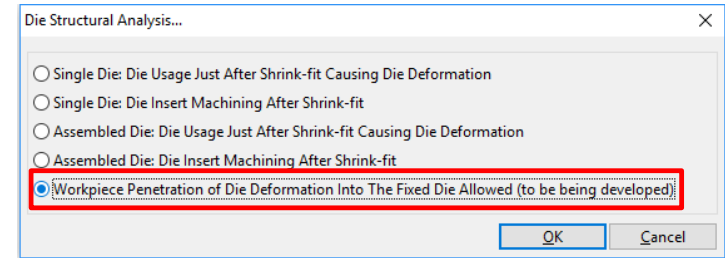 Die Structural Analysis...
Single Die: Die Usage Just After Shrink-fit Causing Die Deformation
Single Die: Die Insert Machining After Shrink-fit
Assembled Die: Die Usage Just After Shrink-fit Causing Die Deformation
Assembled Die: Die Insert Machining After Shrink-fit
Workpiece Penetration of Die Deformation Into The Fixed Die Allowed (to be being developed)
OK Cancel